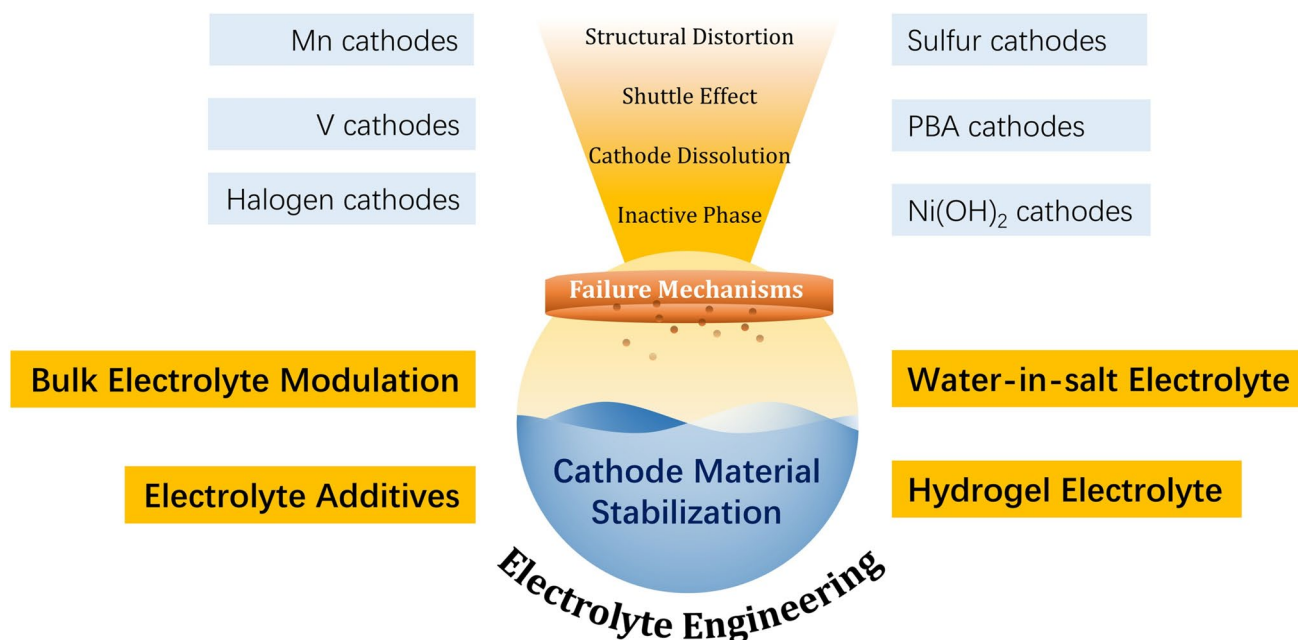 Mn cathodes
V cathodes
Halogen cathodes
Structural Distortion
Shuttle Effect
Cathode Dissolution
Inactive Phase
Sulfur cathodes
PBA cathodes
Ni(OH)₂ cathodes
Failure Mechanisms
Bulk Electrolyte Modulation
Electrolyte Additives
Water-in-salt Electrolyte
Hydrogel Electrolyte
Cathode Material
Stabilization
Electrolyte Engineering